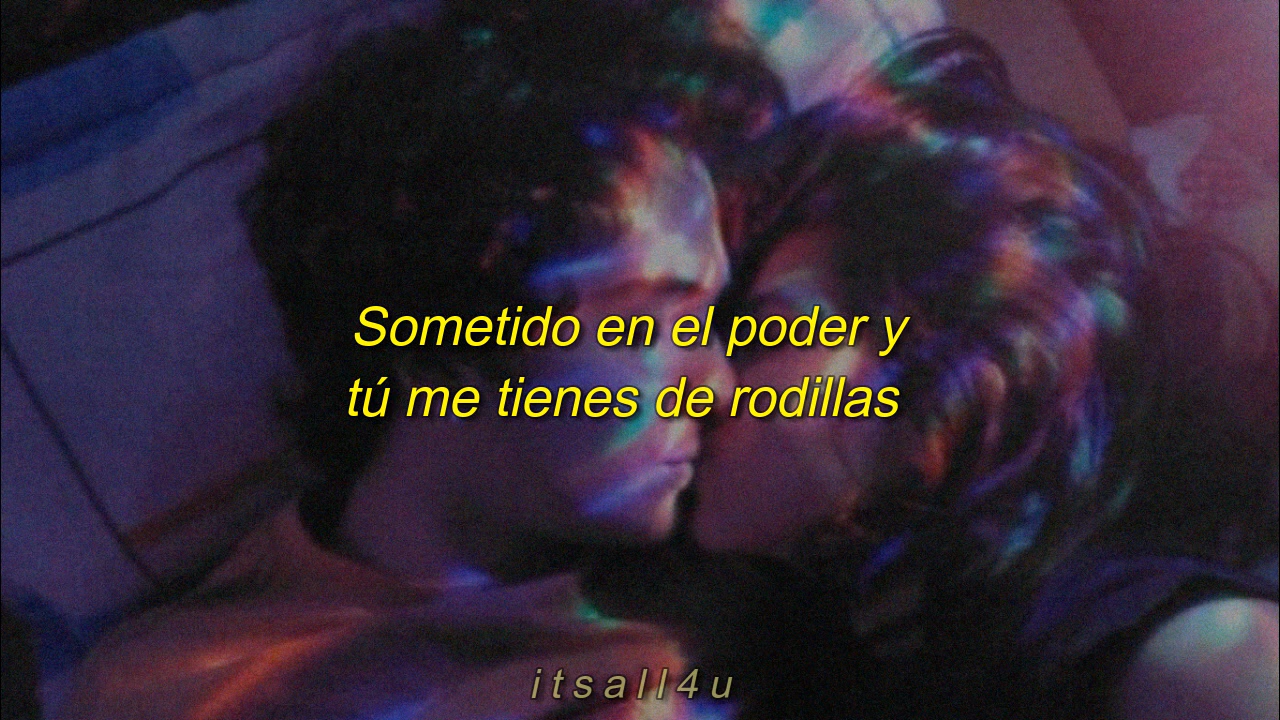 Sometido en el poder y
tú me tienes de rodillas
itsall4u